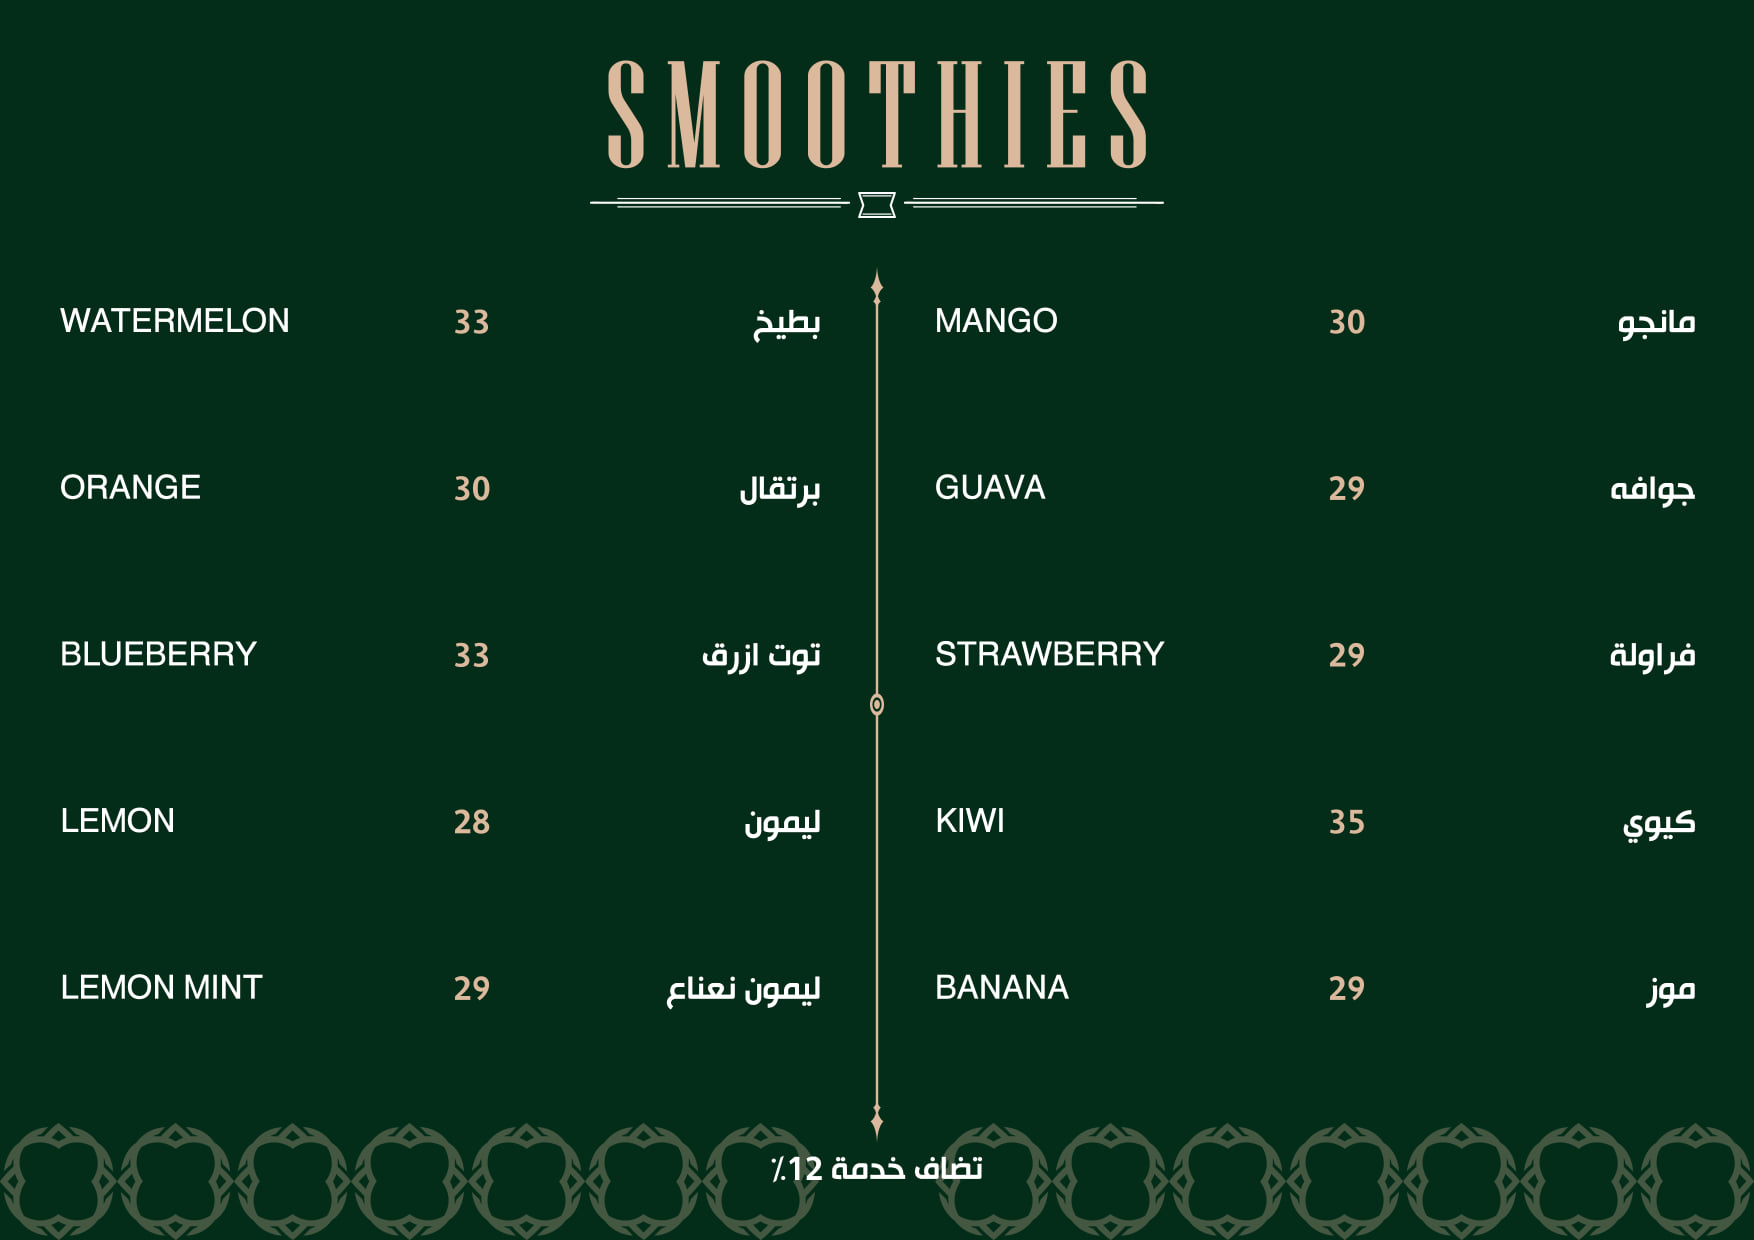 SMOOTHIES
WATERMELON 33 بطيخ
ORANGE 30 برتقال
BLUEBERRY 33 توت ازرق
LEMON 28 ليمون
LEMON MINT 29 ليمون نعناع
MANGO 30 مانجو
GUAVA 29 جوافه
STRAWBERRY 29 فراولة
KIWI 35 كيوي
BANANA 29 موز
تضاف خدمة 12٪